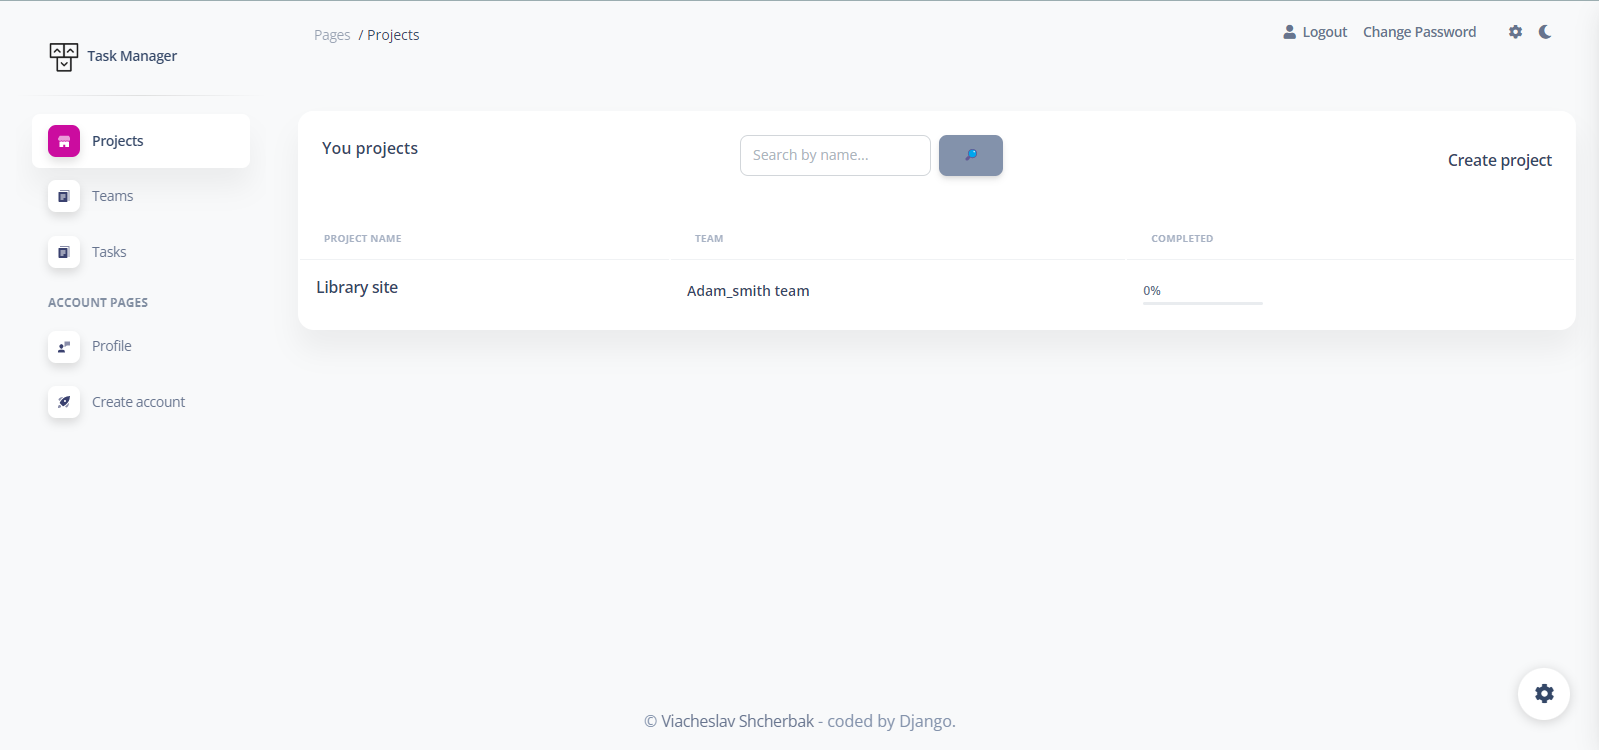 Task Manager
Pages / Projects
Logout Change Password
Projects
Teams
Tasks
ACCOUNT PAGES
Profile
Create account
You projects
Search by name...
Create project
PROJECT NAME TEAM COMPLETED
Library site Adam_smith team 0%
© Viacheslav Shcherbak - coded by Django.